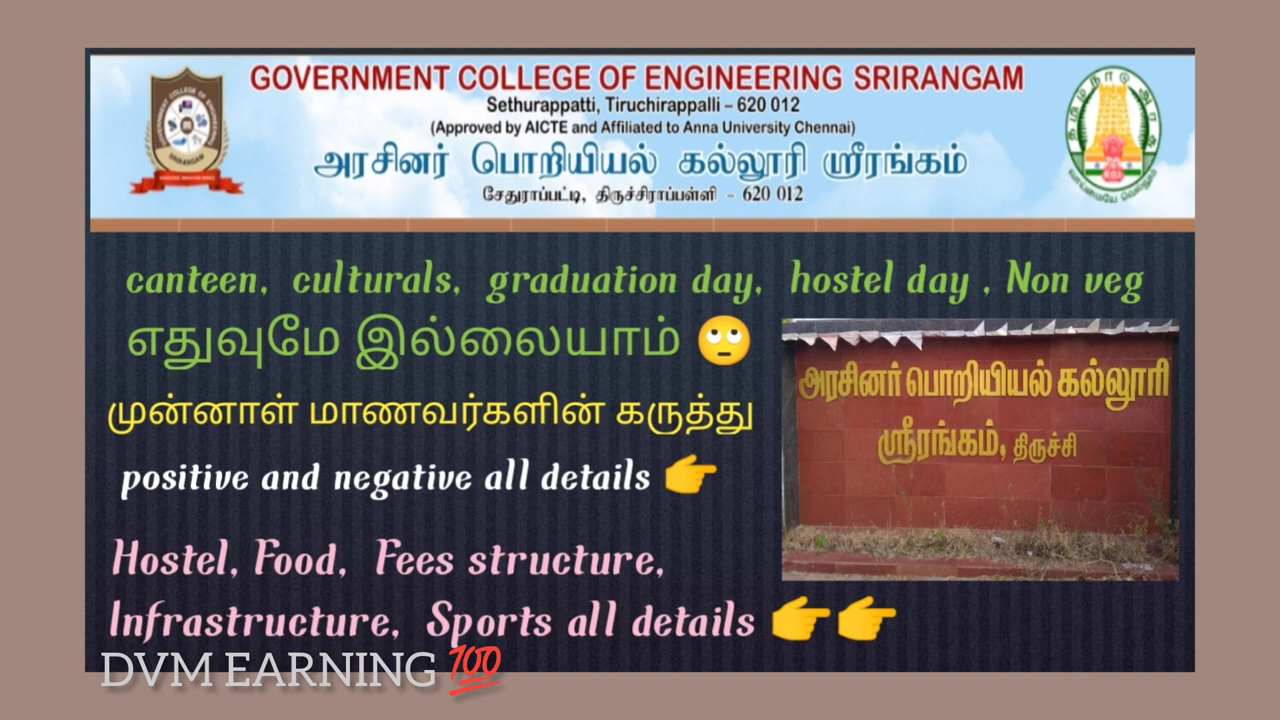 GOVERNMENT COLLEGE OF ENGINEERING SRIRANGAM
Sethurappatti, Tiruchirappalli – 620 012
(Approved by AICTE and Affiliated to Anna University Chennai)
அரசினர் பொறியியல் கல்லூரி ஸ்ரீரங்கம்
சேதுராப்பட்டி, திருச்சிராப்பள்ளி – 620 012
SRIRANGAM
தமிழ்நாடு அரசு
வாய்மையே வெல்லும்
canteen, culturals, graduation day, hostel day , Non veg
எதுவுமே இல்லையாம் 🙄
முன்னாள் மாணவர்களின் கருத்து
positive and negative all details 👉
அரசினர் பொறியியல் கல்லூரி
ஸ்ரீரங்கம், திருச்சி
Hostel, Food, Fees structure,
Infrastructure, Sports all details 👉👉
DVM EARNING 💯